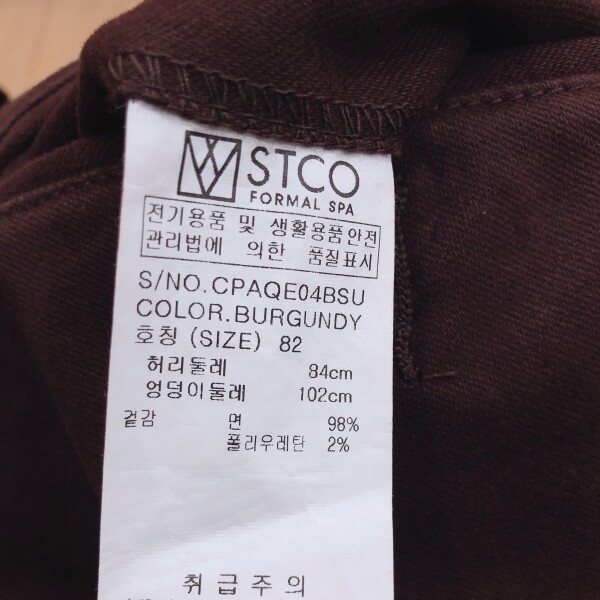 STCO
FORMAL SPA
전기용품 및 생활용품안전
관리법에 의한 품질표시
S/NO.CPAQE04BSU
COLOR.BURGUNDY
호칭 (SIZE) 82
허리둘레 84cm
엉덩이둘레 102cm
겉감 면 98%
폴리우레탄 2%
취급주의